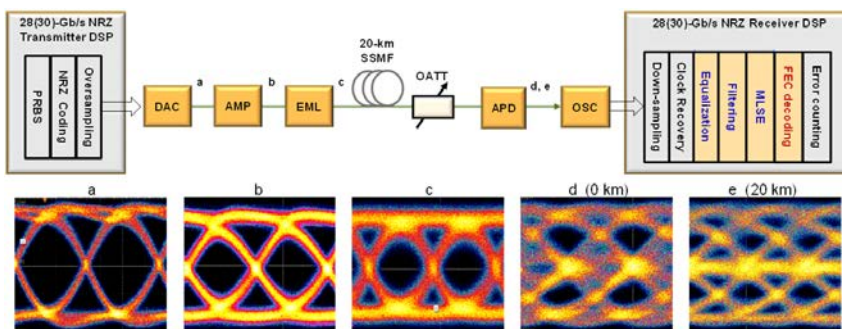 28(30)-Gb/s NRZ
Transmitter DSP
PRBS
NRZ Coding
Oversampling
DAC
a
AMP
b
EML
c
20-km
SSMF
OATT
APD
d, e
OSC
28(30)-Gb/s NRZ Receiver DSP
Down-sampling
Clock Recovery
Equalization
Filtering
MLSE
FEC decoding
Error counting
a
b
c
d (0 km)
e (20 km)